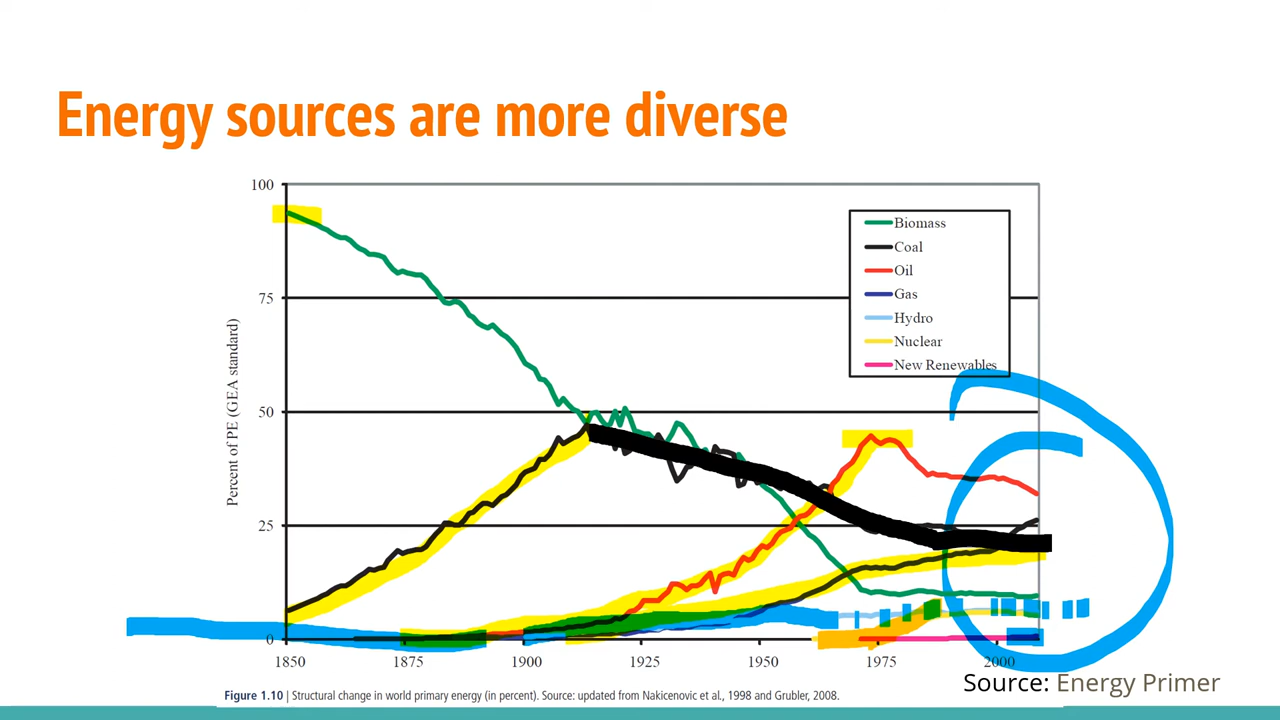 Energy sources are more diverse
100
75
50
25
0
Percent of PE (GEA standard)
Biomass
Coal
Oil
Gas
Hydro
Nuclear
New Renewables
1850 1875 1900 1925 1950 1975 2000
Source: Energy Primer
Figure 1.10 | Structural change in world primary energy (in percent). Source: updated from Nakicenovic et al., 1998 and Grubler, 2008.